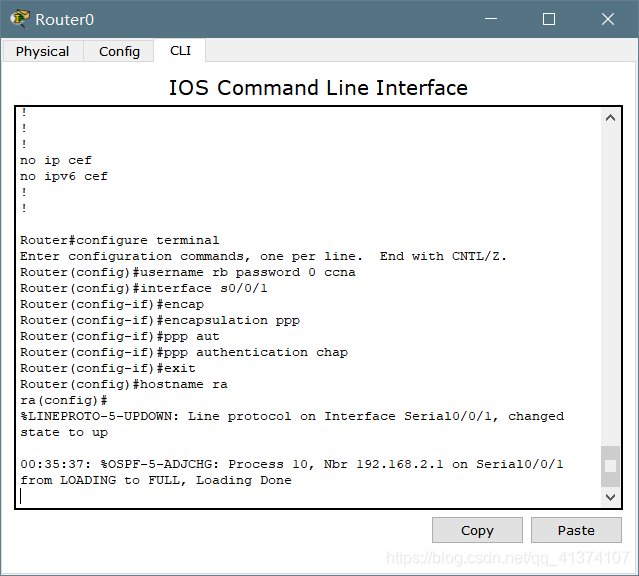 Router0
Physical Config CLI
IOS Command Line Interface
!
!
!
no ip cef
no ipv6 cef
!
!
Router#configure terminal
Enter configuration commands, one per line.  End with CNTL/Z.
Router(config)#username rb password 0 ccna
Router(config)#interface s0/0/1
Router(config-if)#encap
Router(config-if)#encapsulation ppp
Router(config-if)#ppp aut
Router(config-if)#ppp authentication chap
Router(config-if)#exit
Router(config)#hostname ra
ra(config)#
%LINEPROTO-5-UPDOWN: Line protocol on Interface Serial0/0/1, changed
state to up
00:35:37: %OSPF-5-ADJCHG: Process 10, Nbr 192.168.2.1 on Serial0/0/1
from LOADING to FULL, Loading Done
Copy Paste
https://blog.csdn.net/qq_41374107